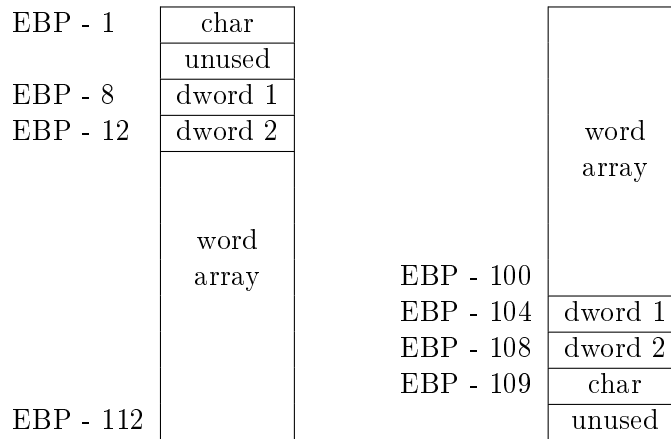 EBP - 1 char
unused
EBP - 8 dword 1
EBP - 12 dword 2
word
array
EBP - 112
word
array
EBP - 100
EBP - 104 dword 1
EBP - 108 dword 2
EBP - 109 char
unused